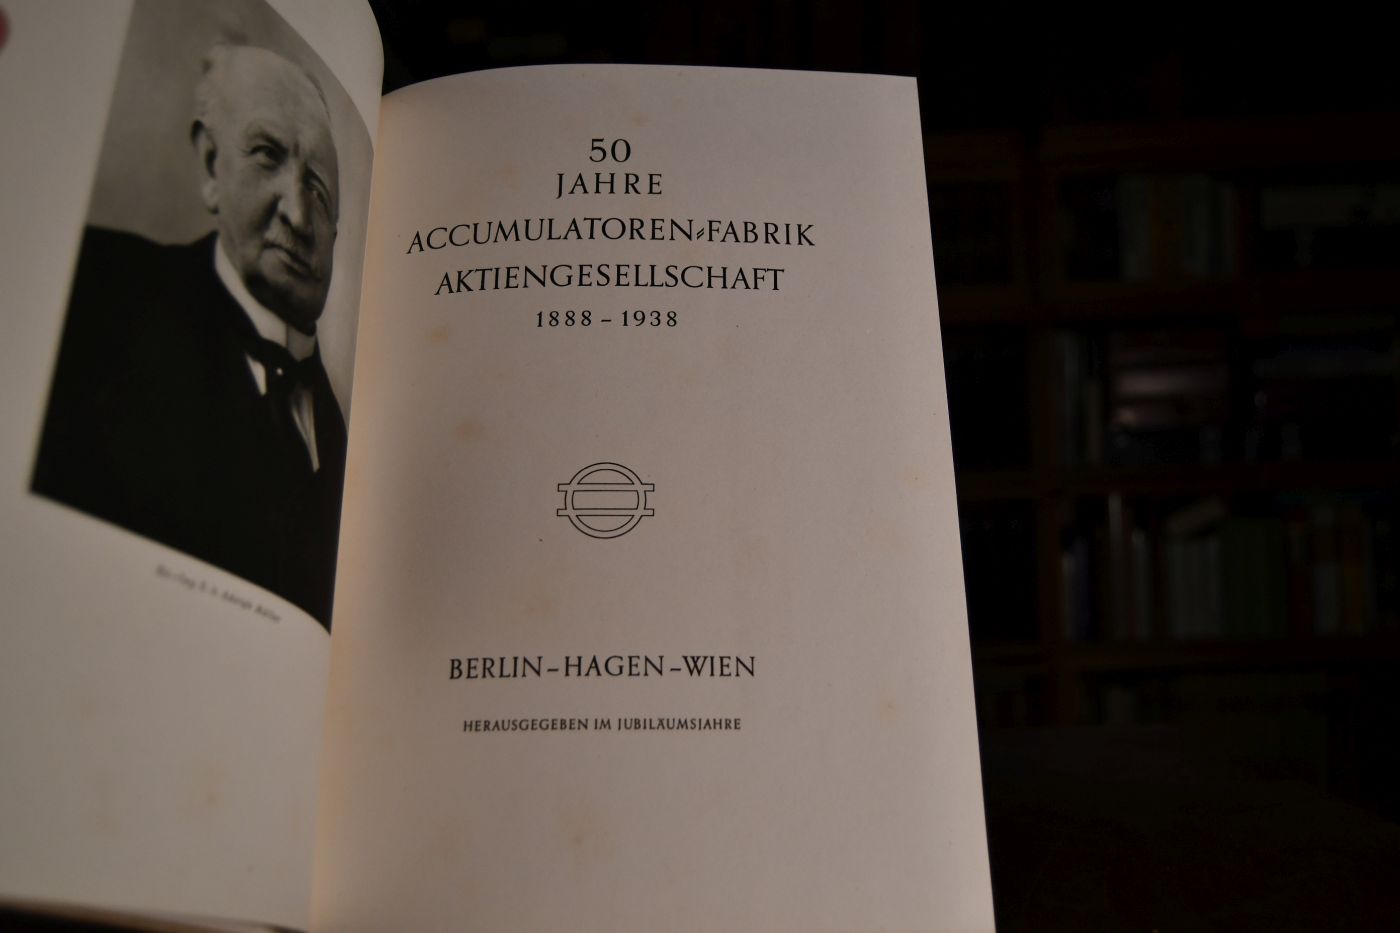 50
JAHRE
ACCUMULATOREN-FABRIK
AKTIENGESELLSCHAFT
1888 – 1938
BERLIN – HAGEN – WIEN
HERAUSGEGEBEN IM JUBILÄUMSJAHRE